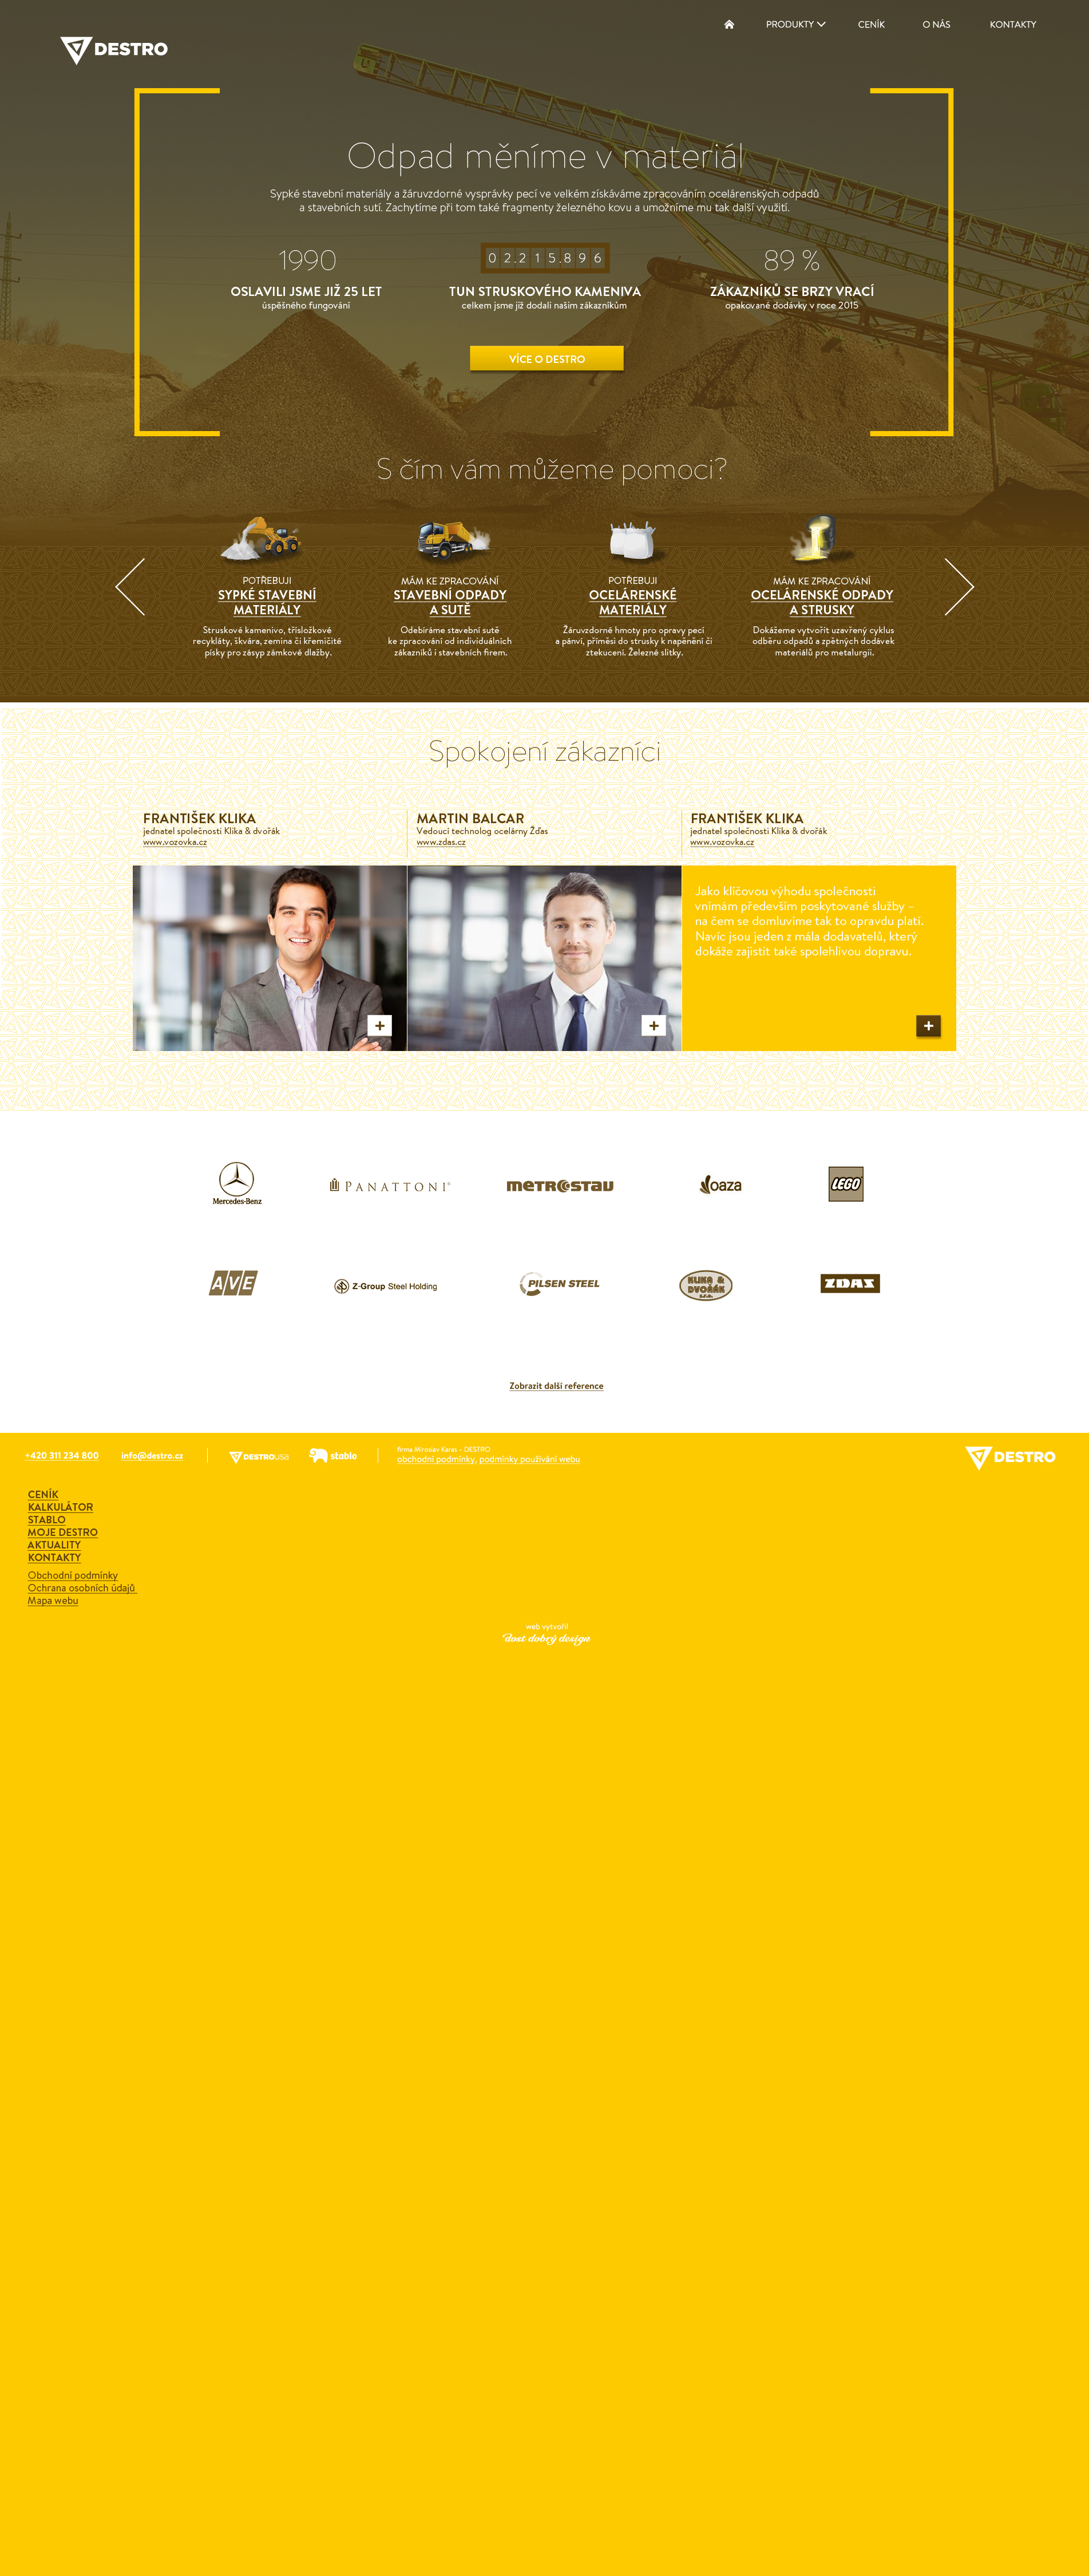 PRODUKTY
CENÍK
O NÁS
KONTAKTY
DESTRO
Odpad měníme v materiál
Sypké stavební materiály a žáruvzdorné vysprávky pecí ve velkém získáváme zpracováním ocelárenských odpadů
a stavebních sutí. Zachytíme při tom také fragmenty železného kovu a umožníme mu tak další využití.
1990
OSLAVILI JSME JIŽ 25 LET
úspěšného fungování
02.215.896
TUN STRUSKOVÉHO KAMENIVA
celkem jsme již dodali našim zákazníkům
89 %
ZÁKAZNÍKŮ SE BRZY VRACÍ
opakované dodávky v roce 2015
VÍCE O DESTRO
S čím vám můžeme pomoci?
POTŘEBUJI
SYPKÉ STAVEBNÍ
MATERIÁLY
Struskové kamenivo, třísložkové
recykláty, škvára, zemina či křemičité
písky pro zásyp zámkové dlažby.
MÁM KE ZPRACOVÁNÍ
STAVEBNÍ ODPADY
A SUTĚ
Odebíráme stavební sutě
ke zpracování od individuálních
zákazníků i stavebních firem.
POTŘEBUJI
OCELÁRENSKÉ
MATERIÁLY
Žáruvzdorné hmoty pro opravy pecí
a pánví, příměsi do strusky k napěnění či
ztekucení. Železné slitky.
MÁM KE ZPRACOVÁNÍ
OCELÁRENSKÉ ODPADY
A STRUSKY
Dokážeme vytvořit uzavřený cyklus
odběru odpadů a zpětných dodávek
materiálů pro metalurgii.
Spokojení zákazníci
FRANTIŠEK KLIKA
jednatel společnosti Klika & dvořák
www.vozovka.cz
MARTIN BALCAR
Vedoucí technolog ocelárny Žďas
www.zdas.cz
FRANTIŠEK KLIKA
jednatel společnosti Klika & dvořák
www.vozovka.cz
Jako klíčovou výhodu společnosti
vnímám především poskytované služby –
na čem se domluvíme tak to opravdu platí.
Navíc jsou jeden z mála dodavatelů, který
dokáže zajistit také spolehlivou dopravu.
Mercedes-Benz
PANATTONI®
METROSTAV
oaza
LEGO
AVE
Z-Group Steel Holding
PILSEN STEEL
KLIKA &
DVOŘÁK
s.r.o.
ZDAS
Zobrazit další reference
+420 311 234 800
info@destro.cz
DESTRO
stablo
firma Miroslav Kares – DESTRO
obchodní podmínky, podmínky používání webu
DESTRO
CENÍK
KALKULÁTOR
STABLO
MOJE DESTRO
AKTUALITY
KONTAKTY
Obchodní podmínky
Ochrana osobních údajů
Mapa webu
web vytvořil
Dost dobrý design